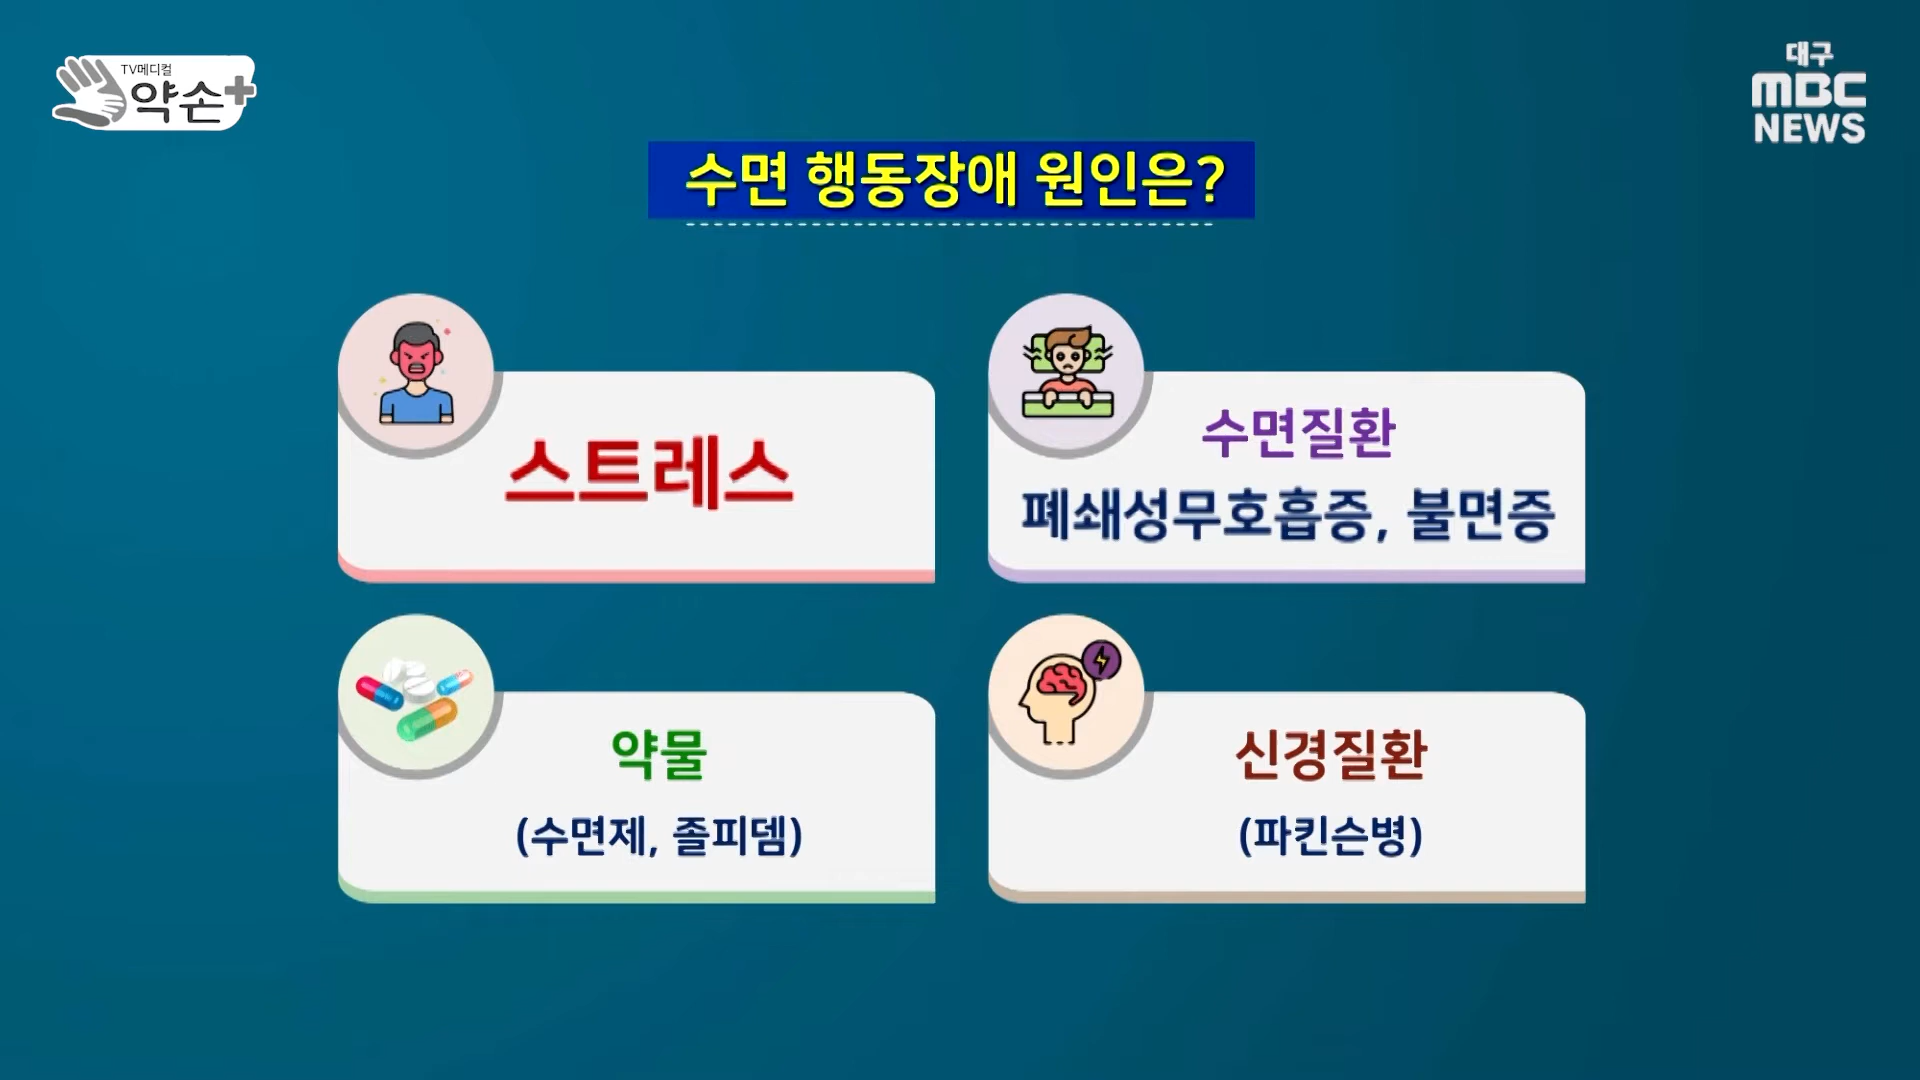 TV메디컬
약손+
대구
MBC
NEWS
수면 행동장애 원인은?
스트레스
수면질환
폐쇄성무호흡증, 불면증
약물
(수면제, 졸피뎀)
신경질환
(파킨슨병)